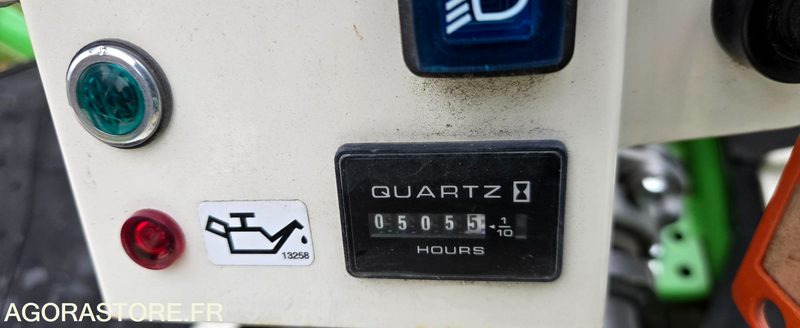 QUARTZ
05055 1/10
HOURS
13258
AGORASTORE.FR